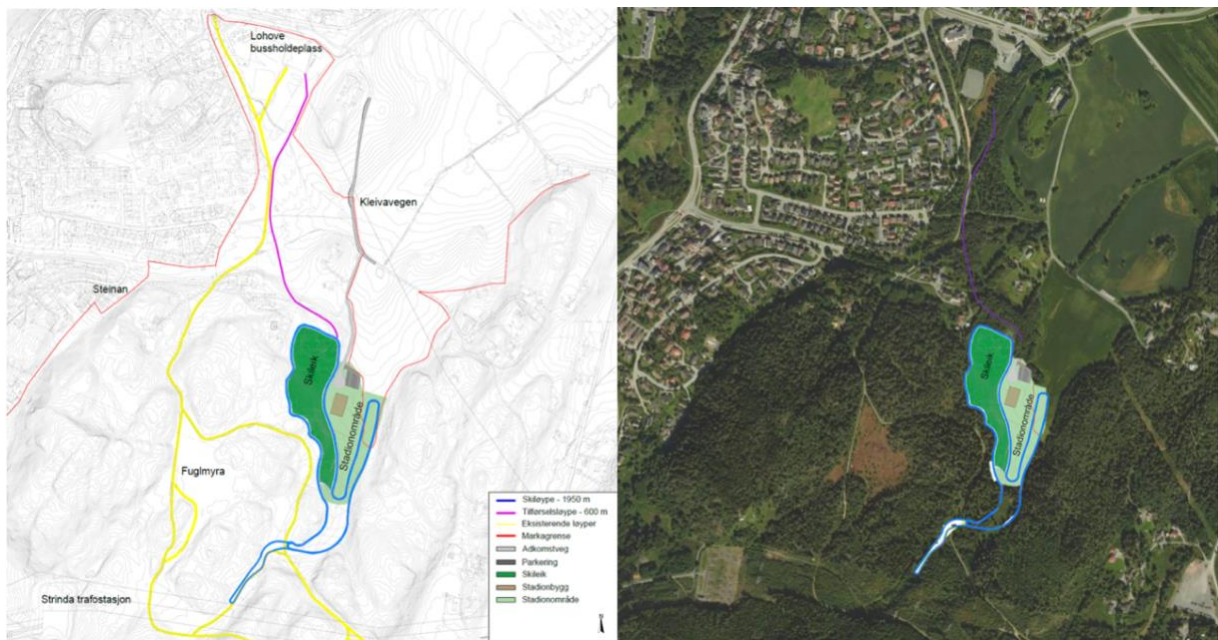 Lohove
bussholdeplass
Kleivavegen
Steinan
Skileik
Stadionområde
Fuglmyra
Strinda trafostasjon
Skiløype - 1950 m
Tilførselsløype - 600 m
Eksisterende løyper
Markagrense
Adkomstveg
Parkering
Skileik
Stadionbygg
Stadionområde
Skileik
Stadionområde